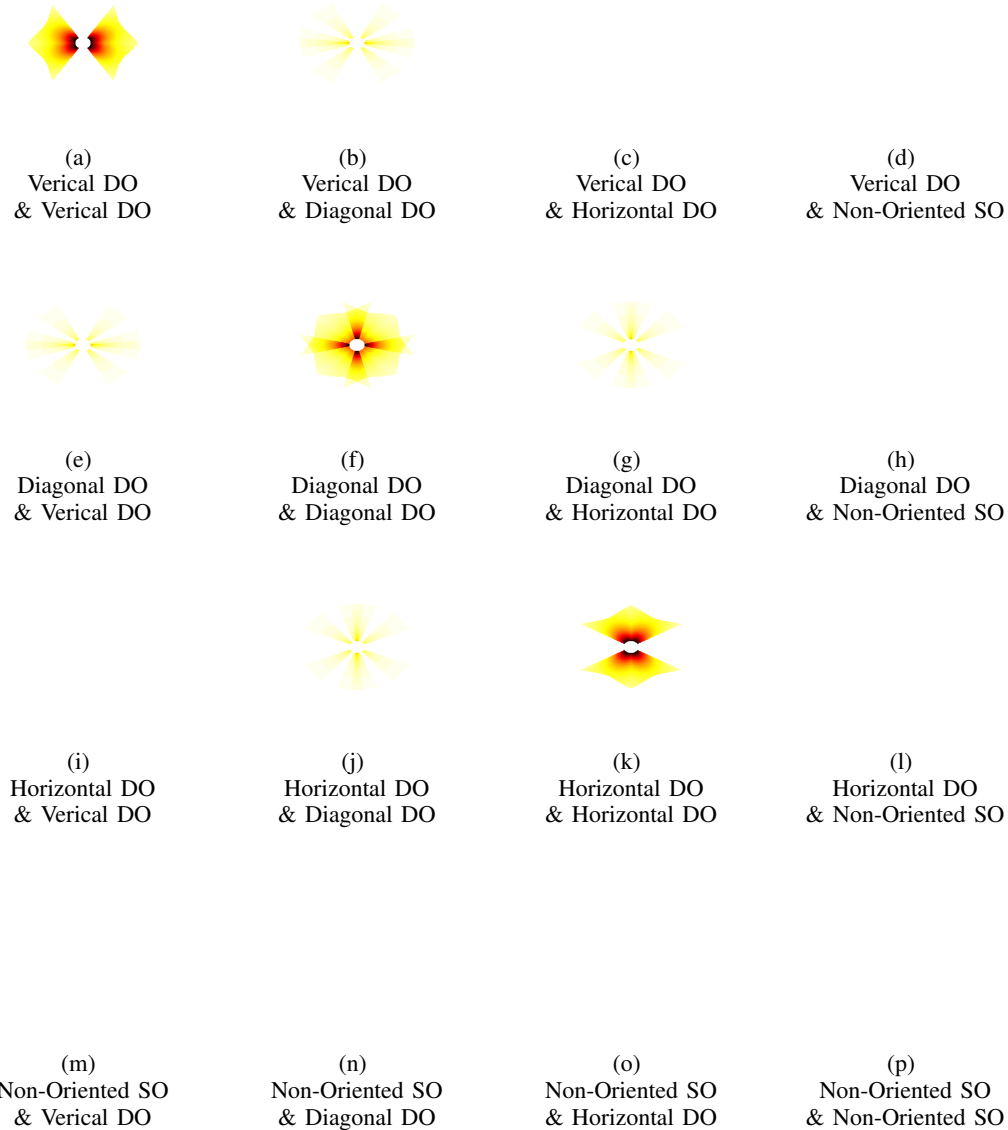 (a)
Verical DO
& Verical DO
(b)
Verical DO
& Diagonal DO
(c)
Verical DO
& Horizontal DO
(d)
Verical DO
& Non-Oriented SO
(e)
Diagonal DO
& Verical DO
(f)
Diagonal DO
& Diagonal DO
(g)
Diagonal DO
& Horizontal DO
(h)
Diagonal DO
& Non-Oriented SO
(i)
Horizontal DO
& Verical DO
(j)
Horizontal DO
& Diagonal DO
(k)
Horizontal DO
& Horizontal DO
(l)
Horizontal DO
& Non-Oriented SO
(m)
Non-Oriented SO
& Verical DO
(n)
Non-Oriented SO
& Diagonal DO
(o)
Non-Oriented SO
& Horizontal DO
(p)
Non-Oriented SO
& Non-Oriented SO